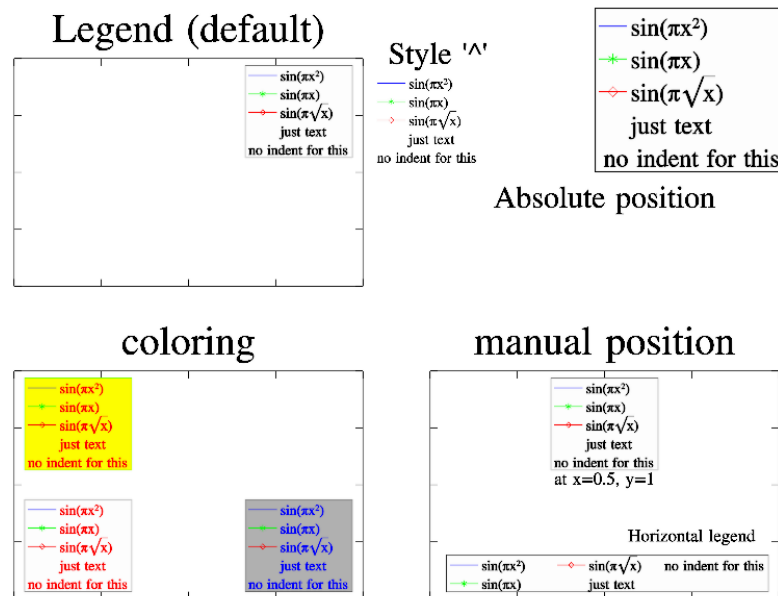 Legend (default)
sin(πx²)
sin(πx)
sin(π√x)
just text
no indent for this
Style '^'
sin(πx²)
sin(πx)
sin(π√x)
just text
no indent for this
sin(πx²)
sin(πx)
sin(π√x)
just text
no indent for this
Absolute position
coloring
sin(πx²)
sin(πx)
sin(π√x)
just text
no indent for this
sin(πx²)
sin(πx)
sin(π√x)
just text
no indent for this
sin(πx²)
sin(πx)
sin(π√x)
just text
no indent for this
manual position
sin(πx²)
sin(πx)
sin(π√x)
just text
no indent for this
at x=0.5, y=1
Horizontal legend
sin(πx²) sin(π√x) no indent for this
sin(πx) just text